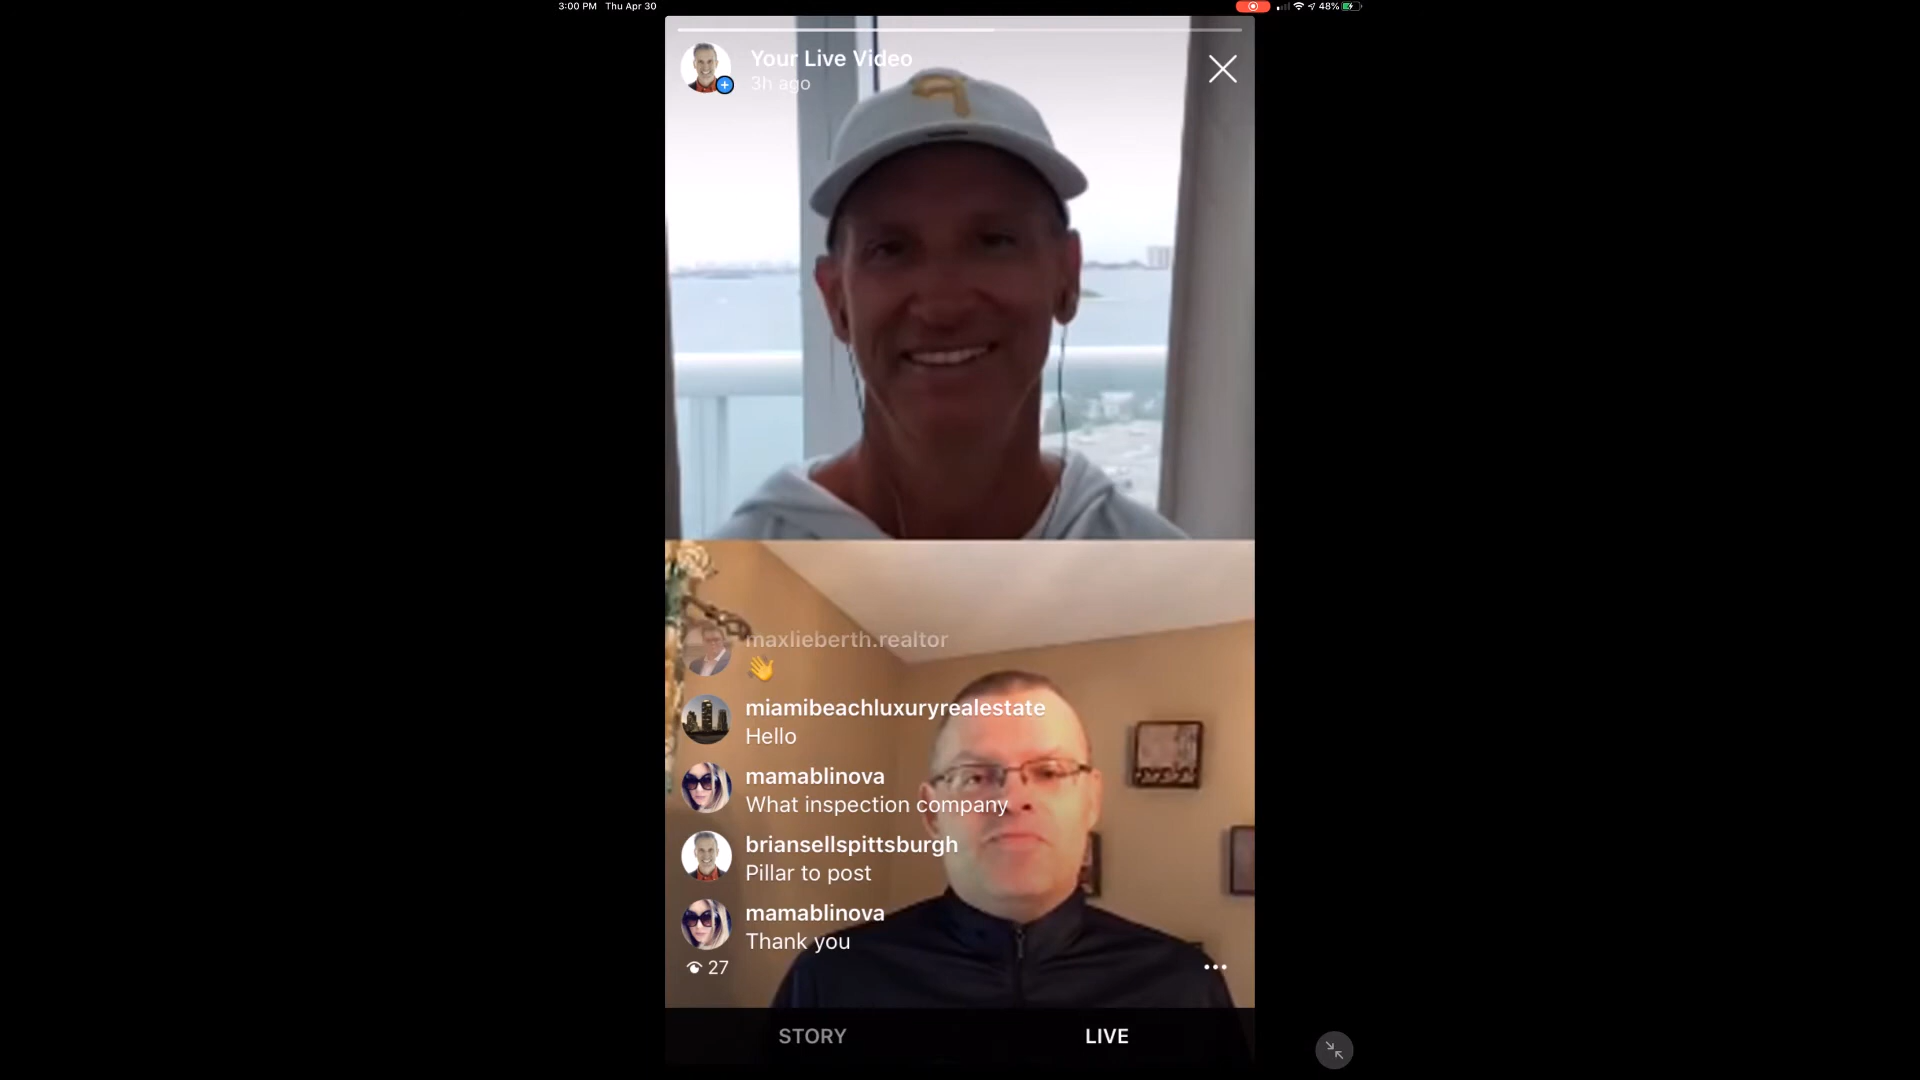 3:00 PM Thu Apr 30
48%
Your Live Video
3h ago
maxlieberth.realtor
👋
miamibeachluxuryrealestate
Hello
mamablinova
What inspection company
briansellspittsburgh
Pillar to post
mamablinova
Thank you
27
STORY LIVE